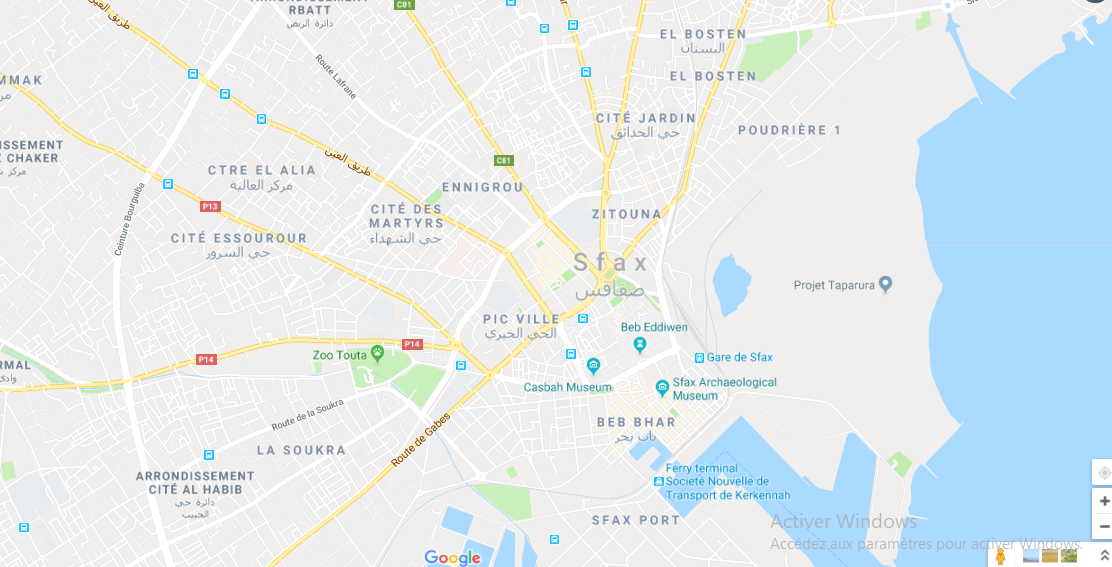 ARRONDISSEMENT
RBATT
دائرة الربض
C81
طريق العين
EL BOSTEN
البستان
EL BOSTEN
Route Lafrane
MMAK
CITÉ JARDIN
حي الحدائق
POUDRIÈRE 1
DISSEMENT
Z CHAKER
طريق العين
C81
CTRE EL ALIA
مركز العالية
ENNIGROU
P13
CITÉ DES
MARTYRS
حي الشهداء
ZITOUNA
Ceinture Bourguiba
CITÉ ESSOUROUR
حي السرور
Sfax
صفاقس
Projet Taparura
PIC VILLE
الحي الخيري
Beb Eddiwen
P14
Zoo Touta
P14
Gare de Sfax
RMAL
وادي
Casbah Museum
Sfax Archaeological
Museum
Route de la Soukra
BEB BHAR
باب بحر
Route de Gabes
LA SOUKRA
ARRONDISSEMENT
CITÉ AL HABIB
دائرة حي
الحبيب
Ferry terminal
Societé Nouvelle de
Transport de Kerkennah
SFAX PORT
Activer Windows
Accédez aux paramètres pour activer Windows.
Google